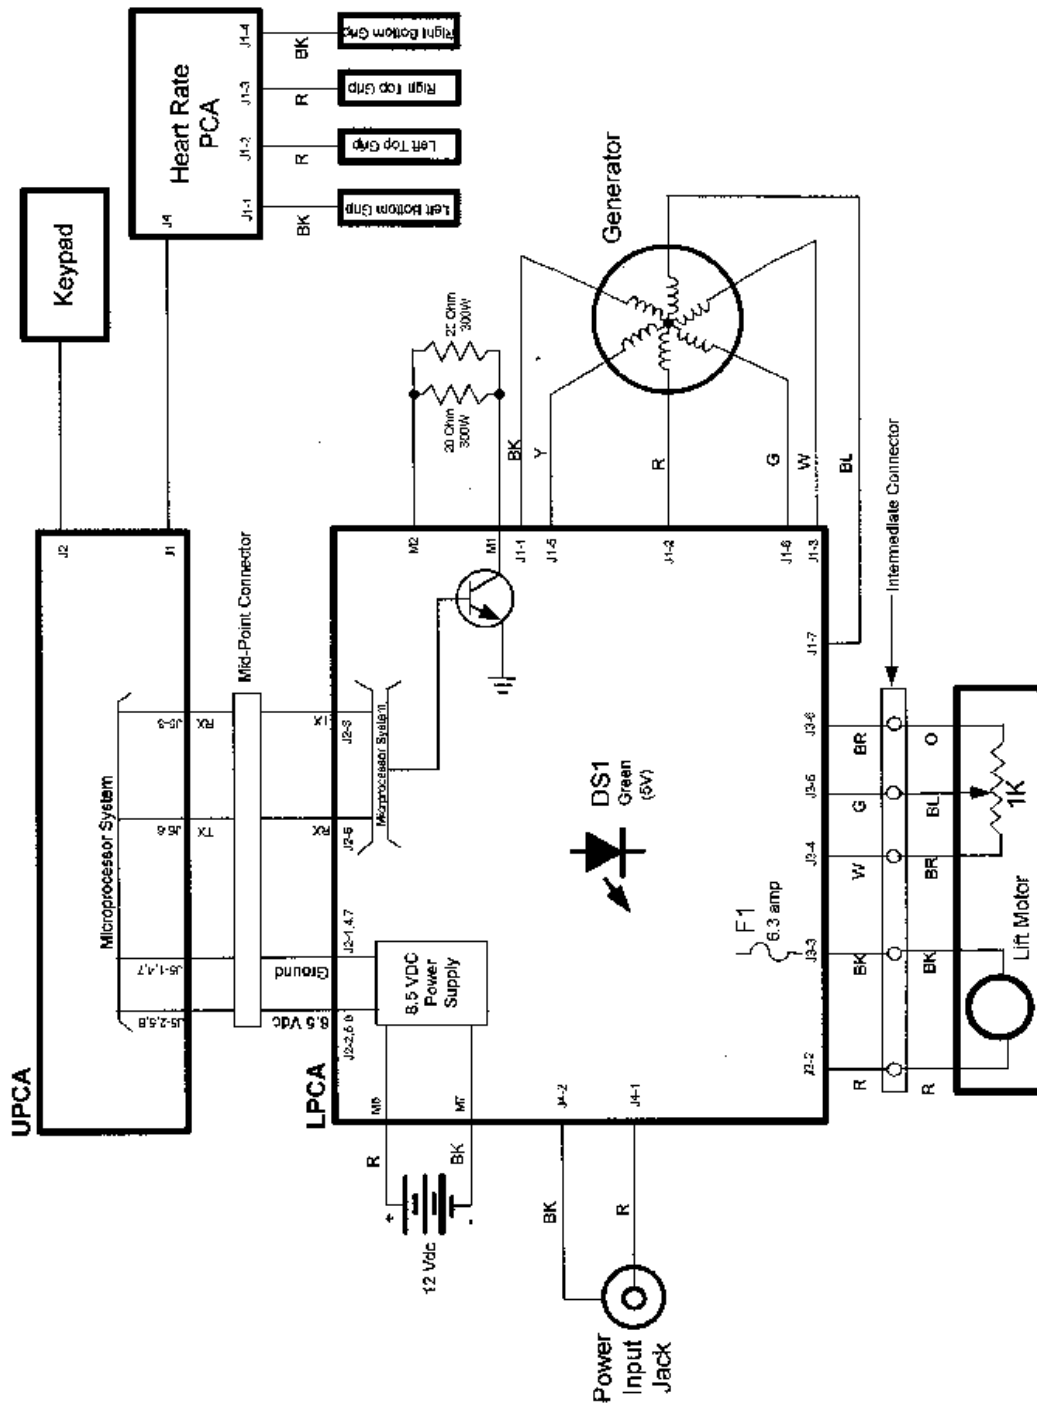 UPCA
Microprocessor System
J5-2,5,8
J5-1,4,7
J5-6
TX
J5-3
RX
J2
J1
Keypad
Heart Rate
PCA
J4
J1-1
J1-2
J1-3
J1-4
BK
R
R
BK
Left Bottom Grip
Left Top Grip
Top Grip
Right Bottom Grip
Mid-Point Connector
8.5 Vdc
Ground
RX
TX
LPCA
J2-2,5,8
J2-1,4,7
J2-6
J2-3
Microprocessor System
8.5 VDC
Power
Supply
M6
M7
R
BK
+
-
12 Vdc
J4-2
J4-1
BK
R
Power
Input
Jack
M2
M1
20 Ohm
300W
300W
J1-1
J1-5
J1-2
J1-6
J1-3
J1-7
BK
Y
R
G
W
BL
Generator
DS1
Green
(5V)
F1
6.3 amp
J3-2
J3-3
J3-4
J3-5
J3-6
R
BK
W
G
BR
Intermediate Connector
R
BK
BR
BL
O
1K
Lift Motor